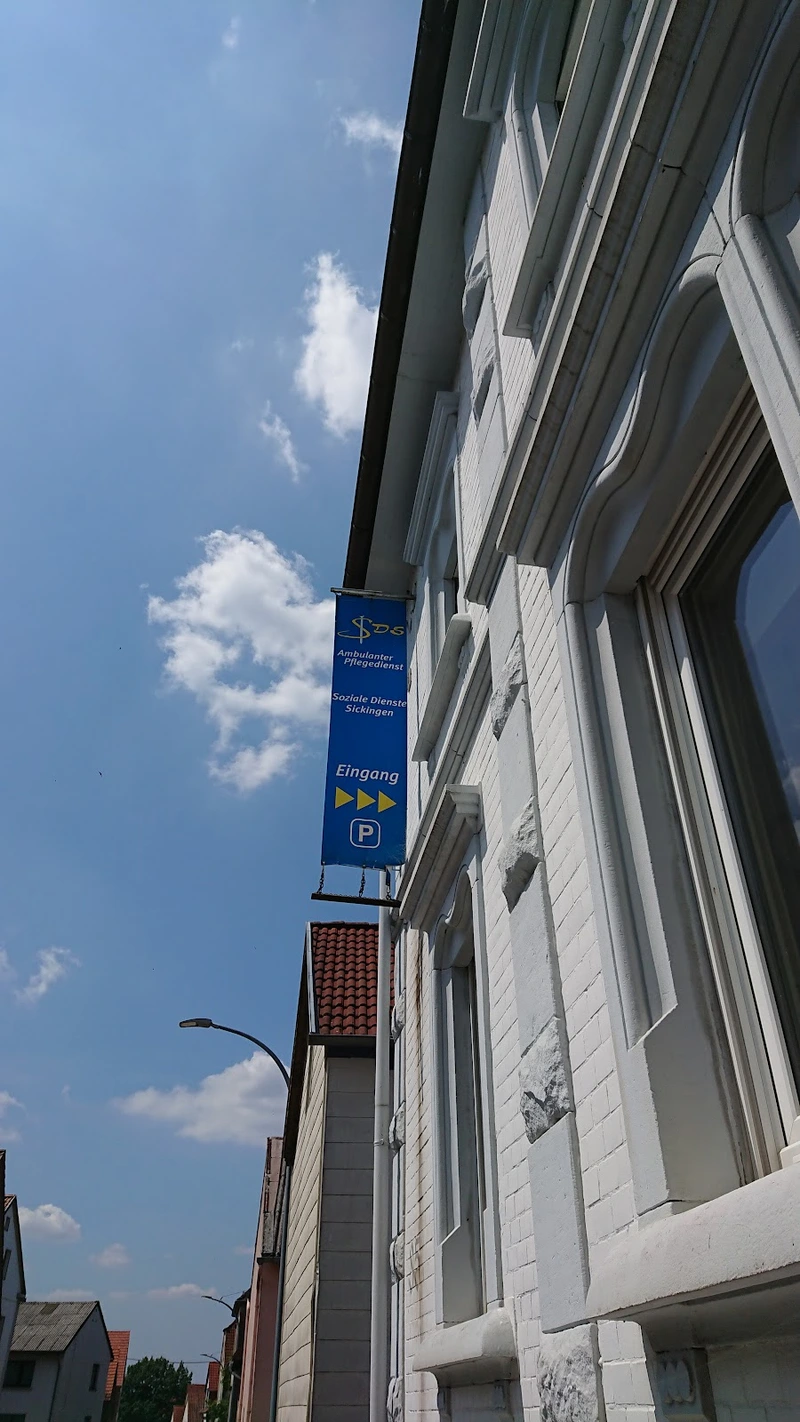 SDS
Ambulanter
Pflegedienst
Soziale Dienste
Sickingen
Eingang
P